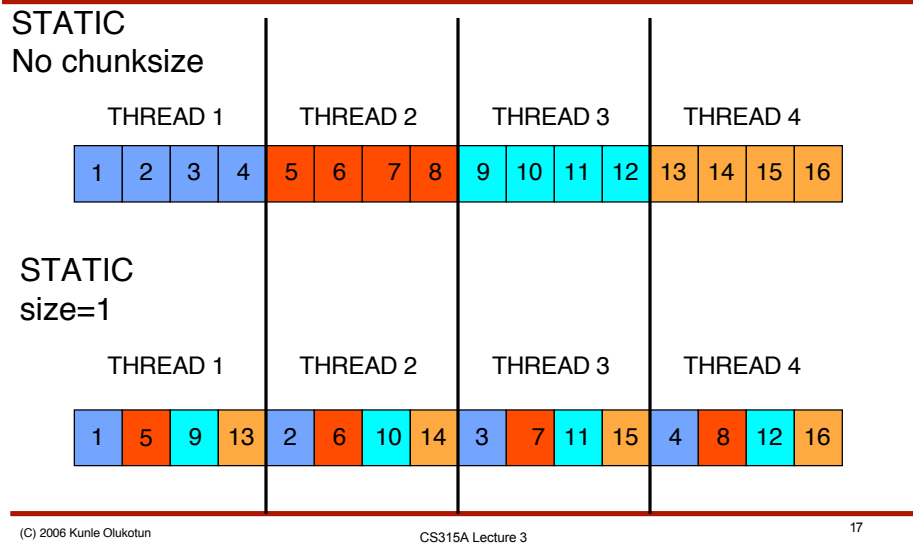 STATIC
No chunksize
THREAD 1 THREAD 2 THREAD 3 THREAD 4
1 2 3 4 5 6 7 8 9 10 11 12 13 14 15 16
STATIC
size=1
THREAD 1 THREAD 2 THREAD 3 THREAD 4
1 5 9 13 2 6 10 14 3 7 11 15 4 8 12 16
(C) 2006 Kunle Olukotun CS315A Lecture 3 17